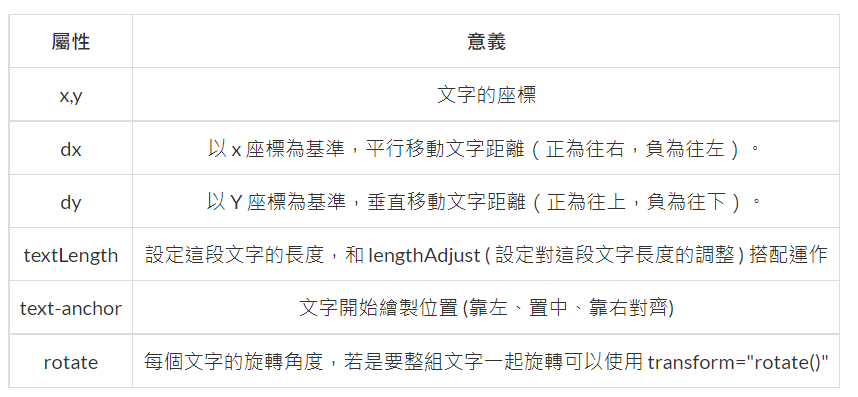 屬性 意義
x,y 文字的座標
dx 以 x 座標為基準，平行移動文字距離（正為往右，負為往左）。
dy 以 Y 座標為基準，垂直移動文字距離（正為往上，負為往下）。
textLength 設定這段文字的長度，和 lengthAdjust ( 設定對這段文字長度的調整 ) 搭配運作
text-anchor 文字開始繪製位置 (靠左、置中、靠右對齊)
rotate 每個文字的旋轉角度，若是要整組文字一起旋轉可以使用 transform="rotate()"